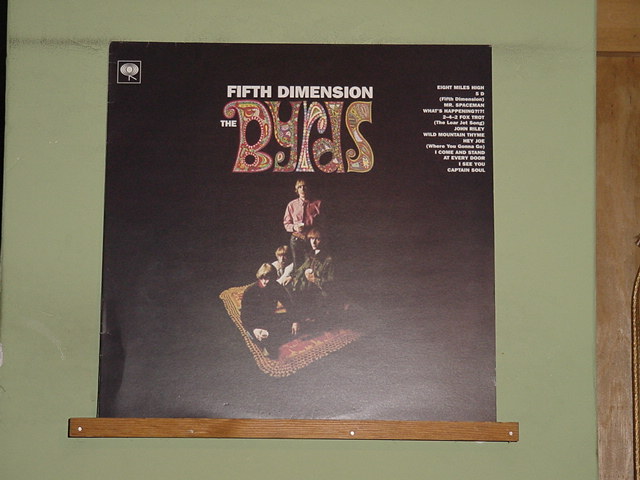 FIFTH DIMENSION
THE BYRDS
EIGHT MILES HIGH
5 D
(Fifth Dimension)
MR. SPACEMAN
WHAT'S HAPPENING?!?!
2-4-2 FOX TROT
(The Lear Jet Song)
JOHN RILEY
WILD MOUNTAIN THYME
HEY JOE
(Where You Gonna Go)
I COME AND STAND
AT EVERY DOOR
I SEE YOU
CAPTAIN SOUL